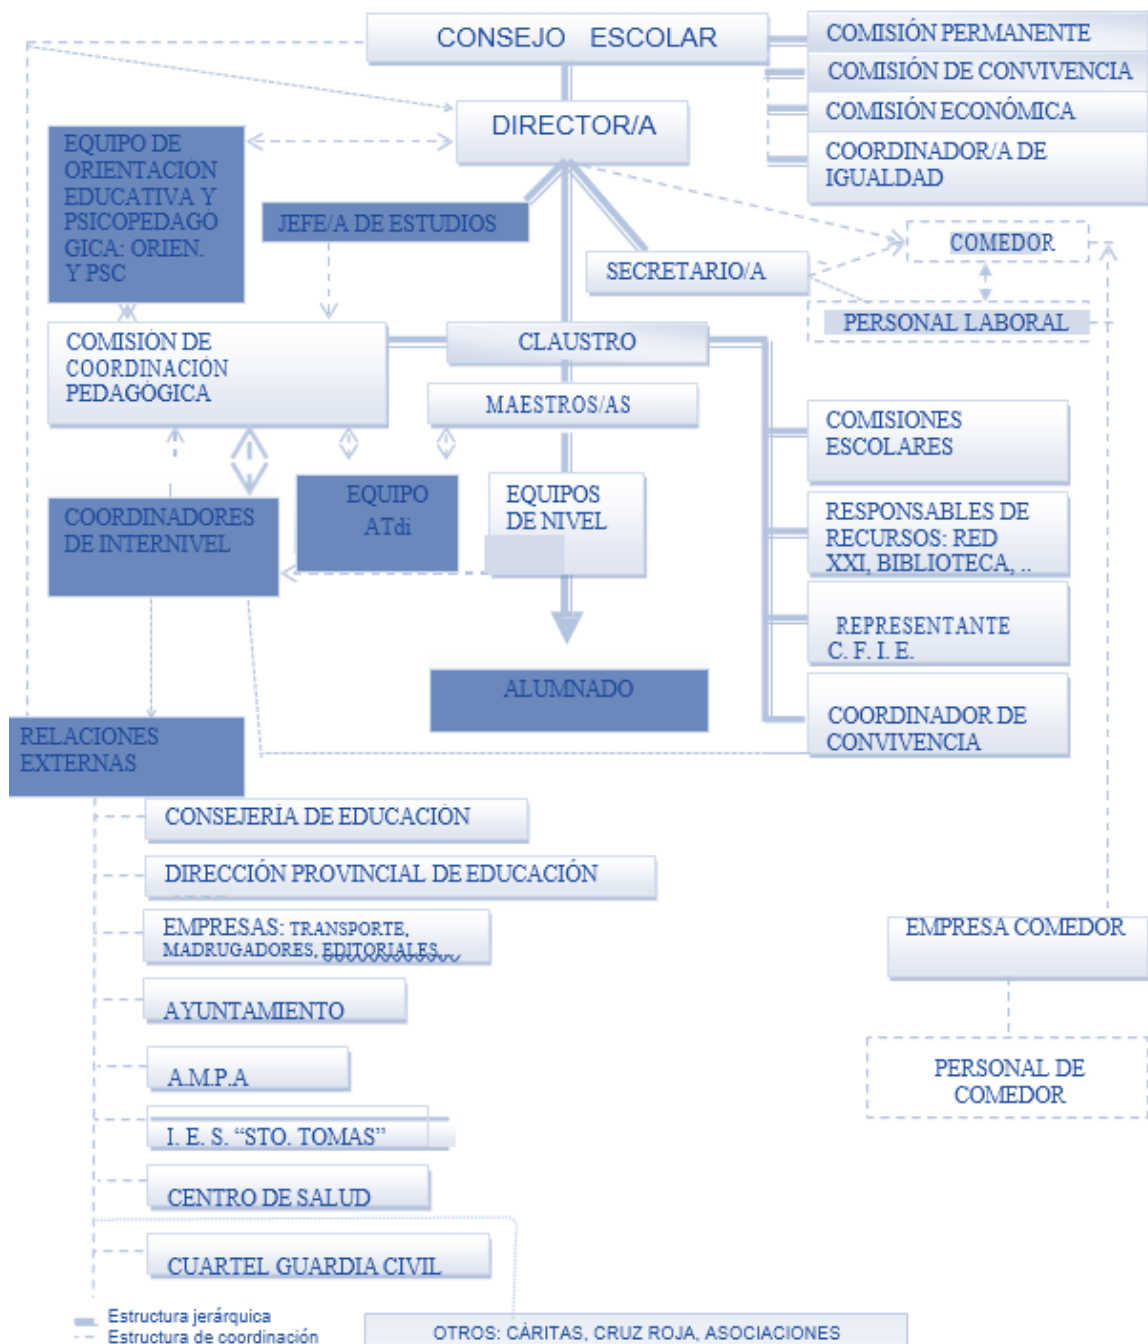 CONSEJO ESCOLAR
COMISIÓN PERMANENTE
COMISIÓN DE CONVIVENCIA
COMISIÓN ECONÓMICA
COORDINADOR/A DE
IGUALDAD
DIRECTOR/A
EQUIPO DE
ORIENTACIÓN
EDUCATIVA Y
PSICOPEDAGÓ
GICA: ORIEN.
Y PSC
JEFE/A DE ESTUDIOS
SECRETARIO/A
COMEDOR
PERSONAL LABORAL
COMISIÓN DE
COORDINACIÓN
PEDAGÓGICA
CLAUSTRO
MAESTROS/AS
COMISIONES
ESCOLARES
COORDINADORES
DE INTERNIVEL
EQUIPO
ATdi
EQUIPOS
DE NIVEL
RESPONSABLES DE
RECURSOS: RED
XXI, BIBLIOTECA, ..
REPRESENTANTE
C. F. I. E.
ALUMNADO
COORDINADOR DE
CONVIVENCIA
RELACIONES
EXTERNAS
CONSEJERÍA DE EDUCACIÓN
DIRECCIÓN PROVINCIAL DE EDUCACIÓN
EMPRESAS: TRANSPORTE,
MADRUGADORES, EDITORIALES...
AYUNTAMIENTO
A.M.P.A
I. E. S. “STO. TOMAS”
CENTRO DE SALUD
CUARTEL GUARDIA CIVIL
EMPRESA COMEDOR
PERSONAL DE
COMEDOR
Estructura jerárquica
Estructura de coordinación
OTROS: CÁRITAS, CRUZ ROJA, ASOCIACIONES